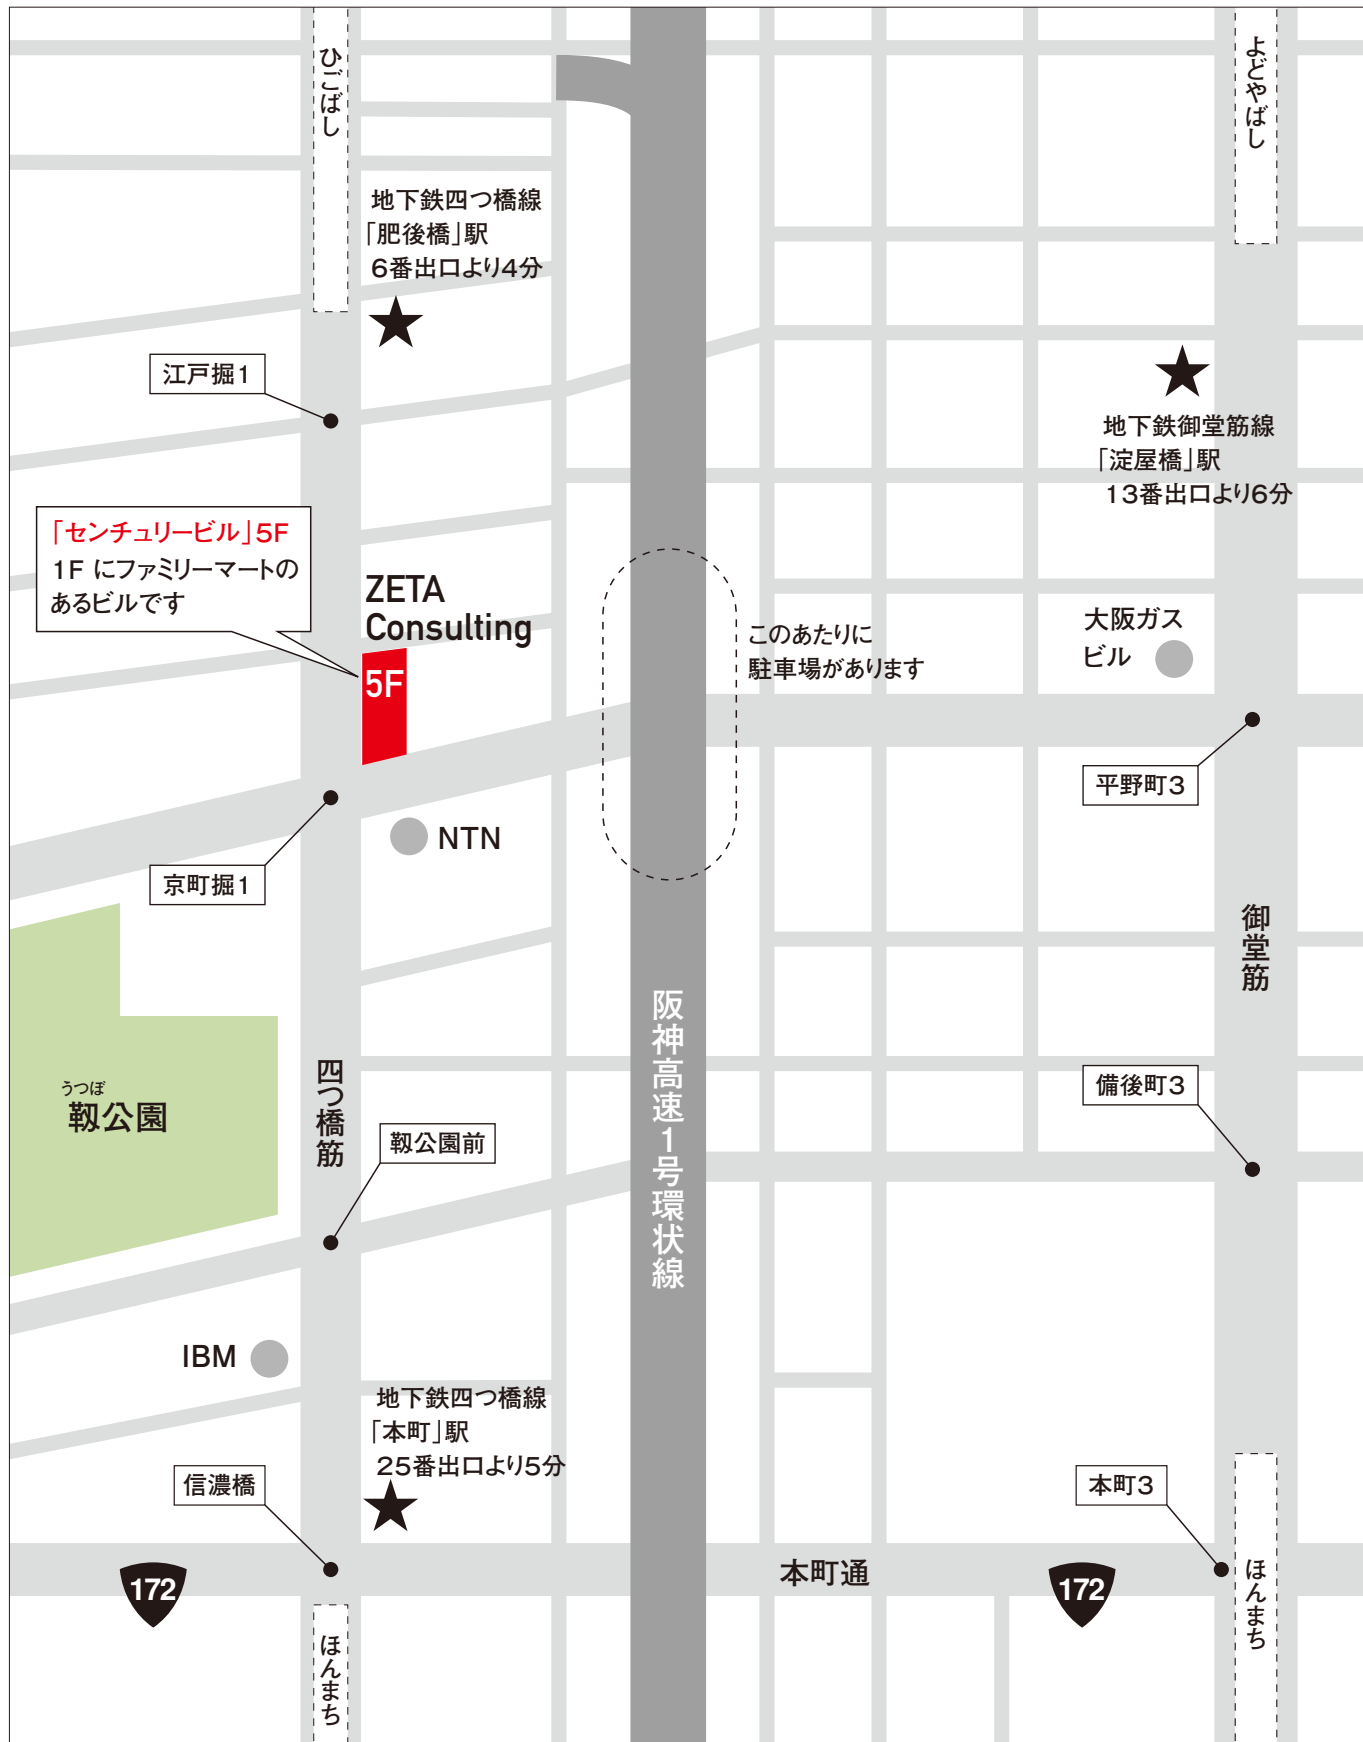 ひごばし
よどやばし
地下鉄四つ橋線
「肥後橋」駅
6番出口より4分
江戸堀1
地下鉄御堂筋線
「淀屋橋」駅
13番出口より6分
「センチュリービル」5F
1F にファミリーマートの
あるビルです
ZETA
Consulting
5F
このあたりに
駐車場があります
大阪ガス
ビル
平野町3
NTN
京町堀1
御堂筋
阪神高速1号環状線
四つ橋筋
うつぼ
靱公園
備後町3
靱公園前
IBM
地下鉄四つ橋線
「本町」駅
25番出口より5分
信濃橋
本町3
172
本町通
172
ほんまち
ほんまち